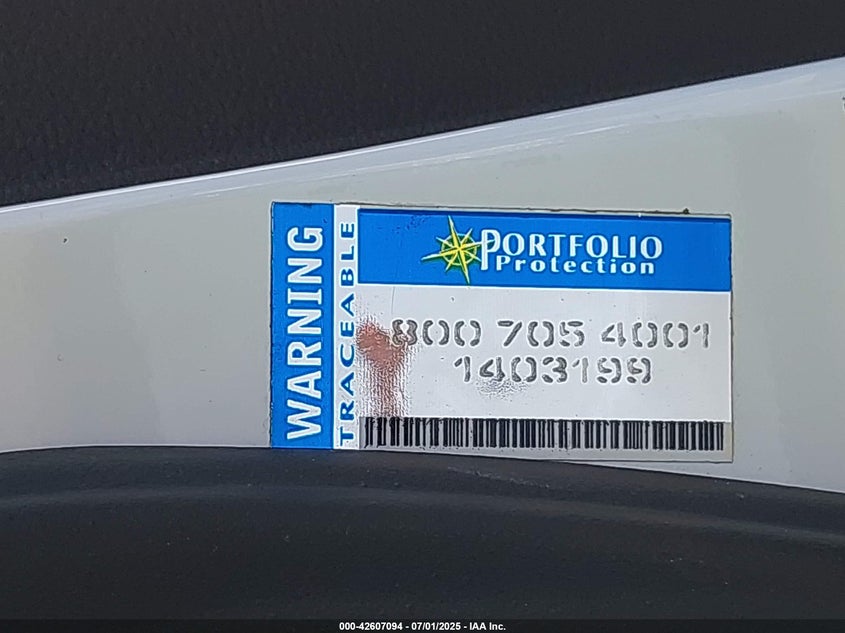 WARNING
TRACEABLE
PORTFOLIO
Protection
800 705 4001
1403199
000-42607094 - 07/01/2025 - IAA Inc.